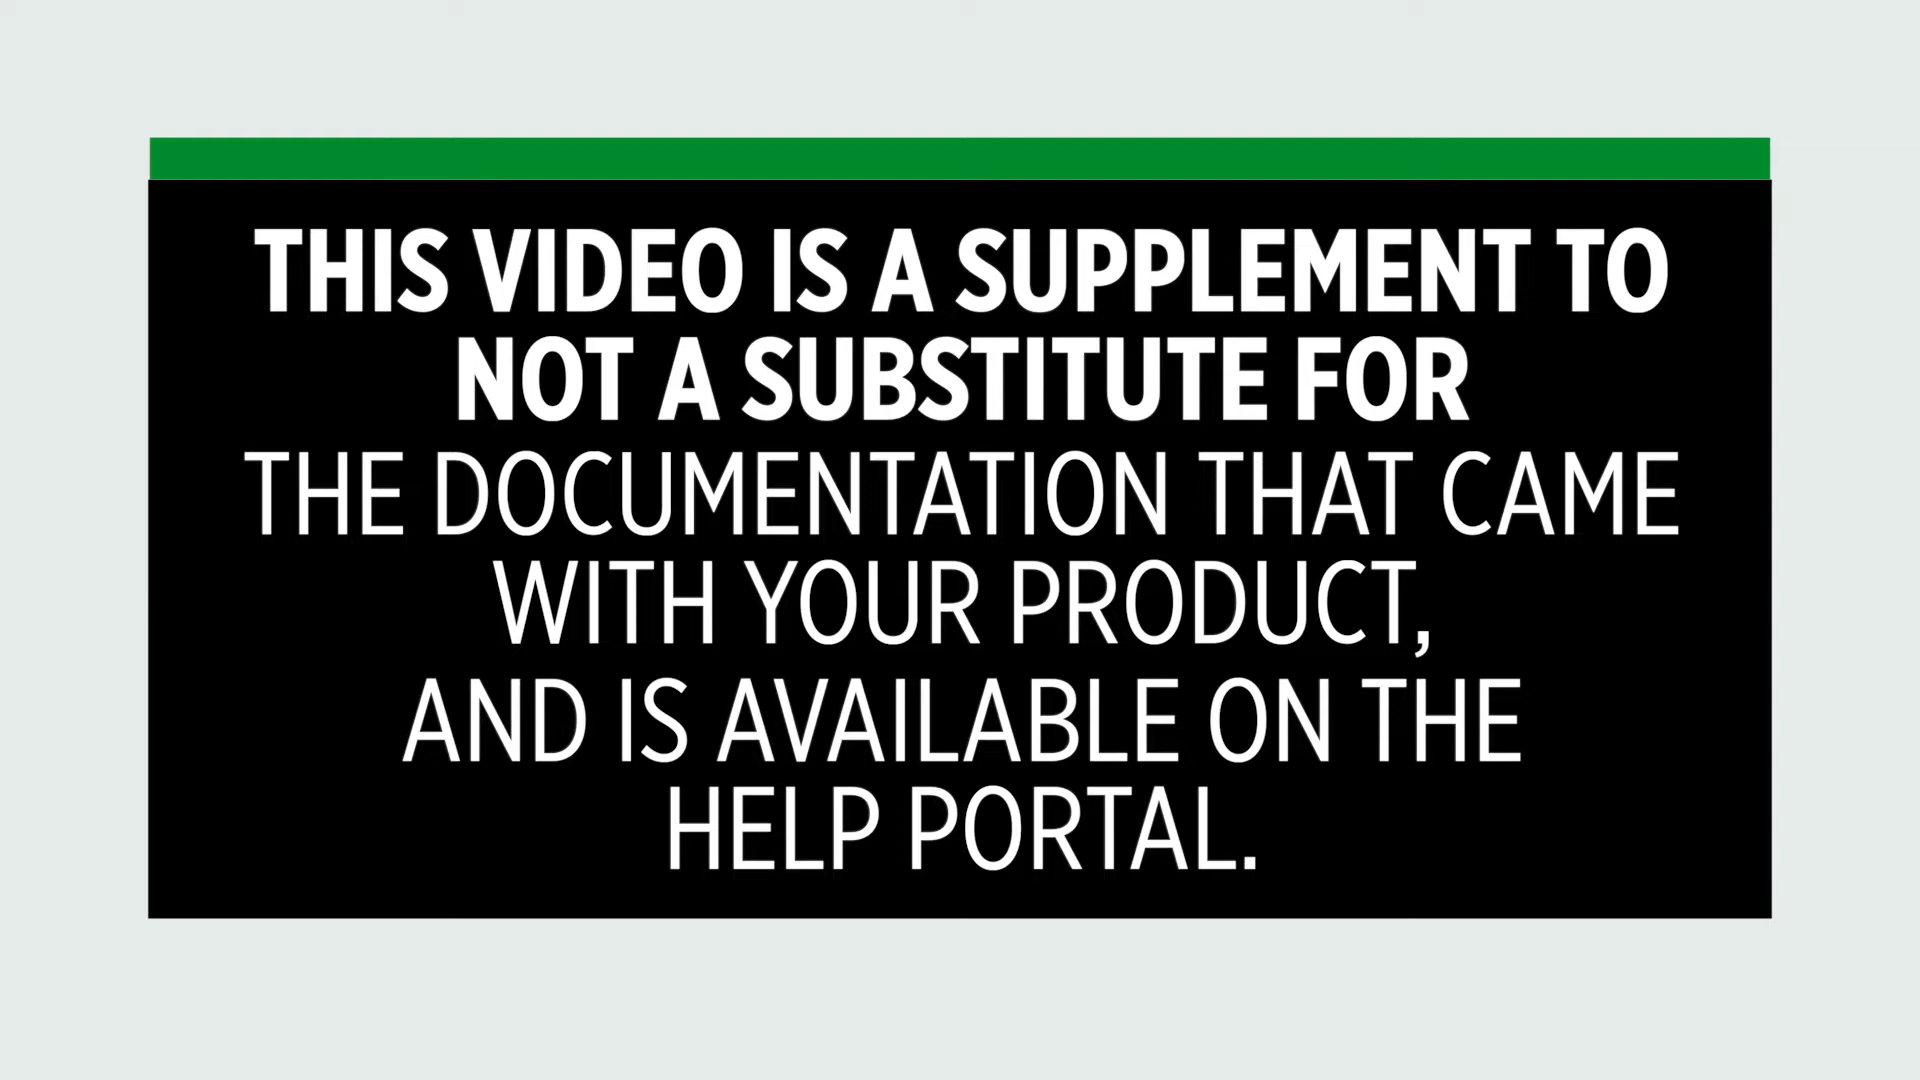 THIS VIDEO IS A SUPPLEMENT TO
NOT A SUBSTITUTE FOR
THE DOCUMENTATION THAT CAME
WITH YOUR PRODUCT,
AND IS AVAILABLE ON THE
HELP PORTAL.